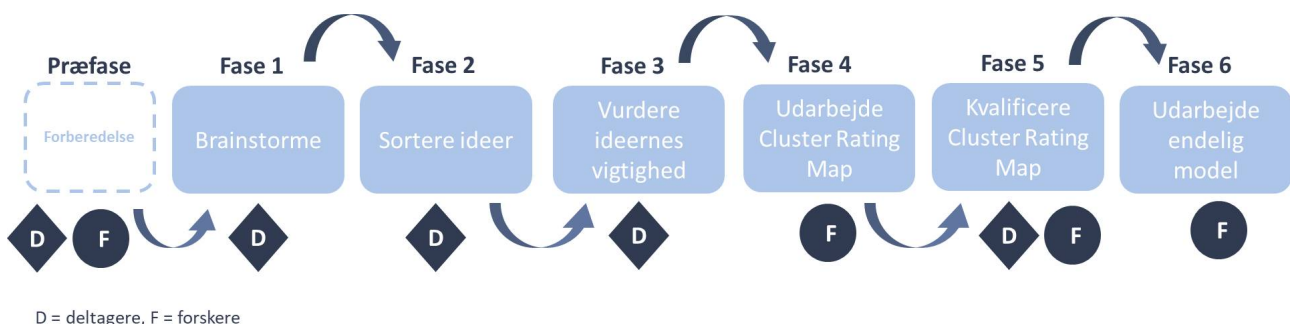 Præfase
Forberedelse
D
F
Fase 1
Brainstorme
D
Fase 2
Sortere ideer
D
Fase 3
Vurdere
ideernes
vigtighed
D
Fase 4
Udarbejde
Cluster Rating
Map
F
Fase 5
Kvalificere
Cluster Rating
Map
D
F
Fase 6
Udarbejde
endelig
model
F
D = deltagere, F = forskere